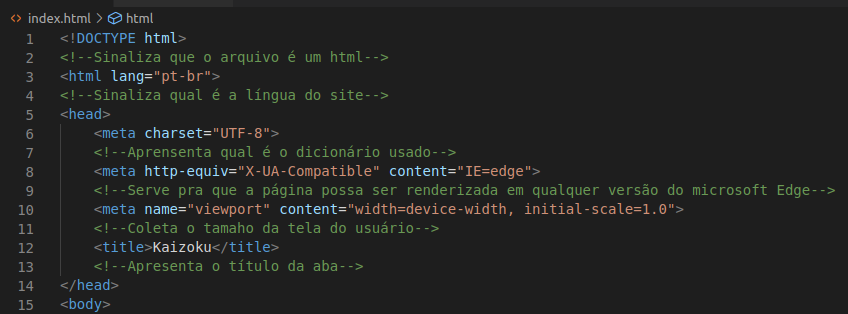 index.html > html
1 <!DOCTYPE html>
2 <!--Sinaliza que o arquivo é um html-->
3 <html lang="pt-br">
4 <!--Sinaliza qual é a língua do site-->
5 <head>
6 <meta charset="UTF-8">
7 <!--Aprensenta qual é o dicionário usado-->
8 <meta http-equiv="X-UA-Compatible" content="IE=edge">
9 <!--Serve pra que a página possa ser renderizada em qualquer versão do microsoft Edge-->
10 <meta name="viewport" content="width=device-width, initial-scale=1.0">
11 <!--Coleta o tamaho da tela do usuário-->
12 <title>Kaizoku</title>
13 <!--Apresenta o título da aba-->
14 </head>
15 <body>